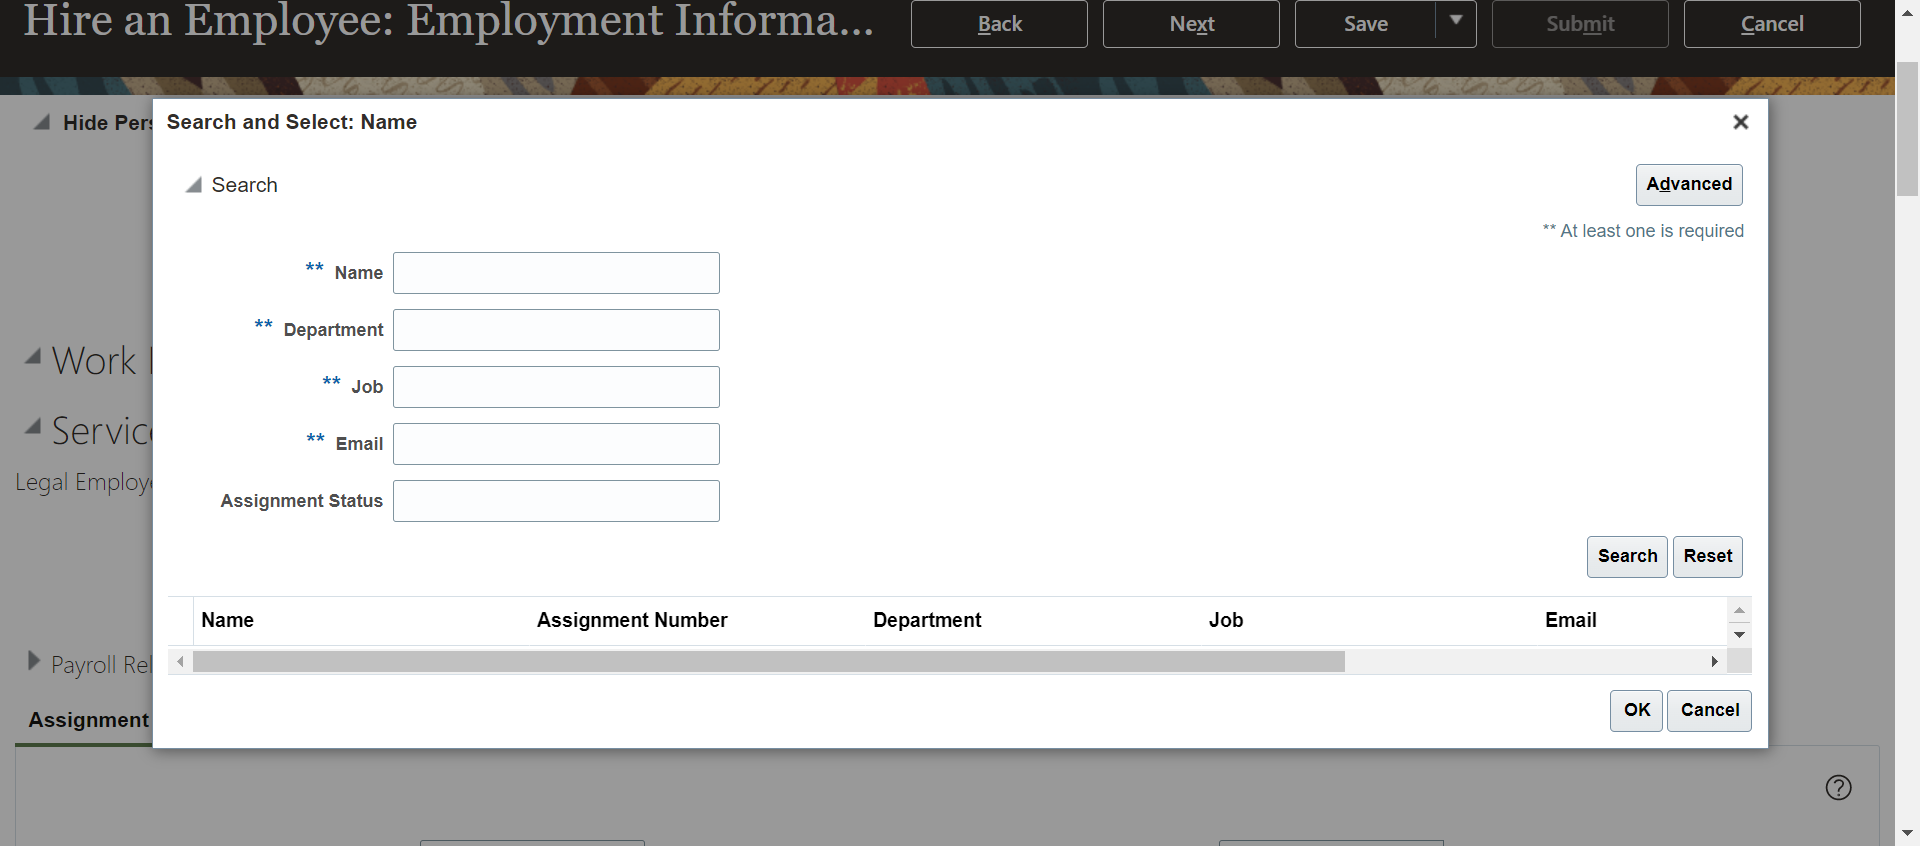 Hire an Employee: Employment Informa...
Back
Next
Save
Submit
Cancel
Hide Pers
Search and Select: Name
Search
Advanced
** At least one is required
** Name
** Department
** Job
** Email
Assignment Status
Search
Reset
Name
Assignment Number
Department
Job
Email
OK
Cancel
Work
Service
Legal Employe
Payroll Rel
Assignment